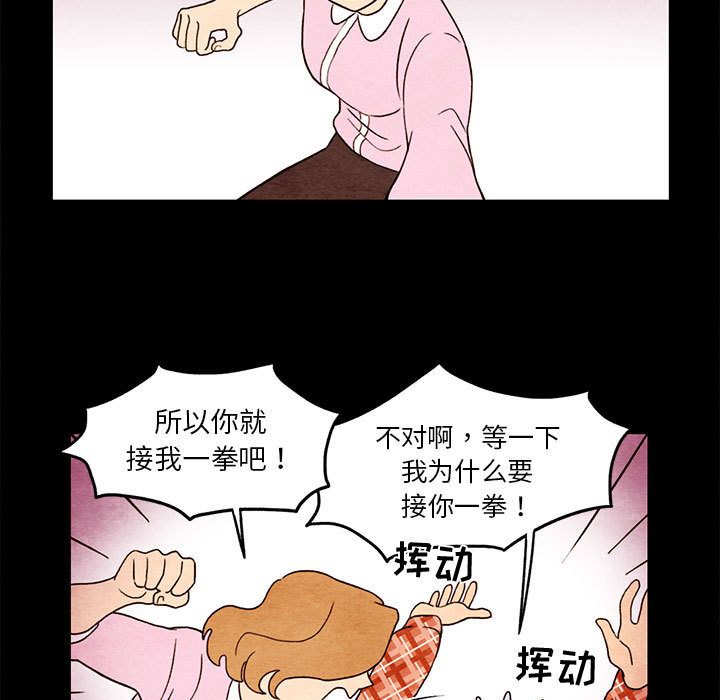 所以你就
接我一拳吧！
不对啊，等一下
我为什么要
接你一拳！
挥动
挥动